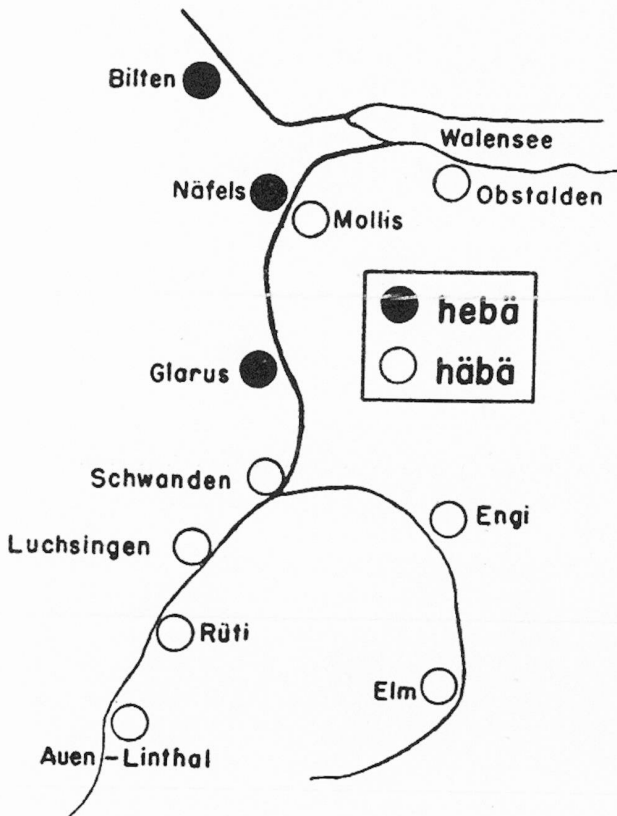 Bilten
Walensee
Näfels
Obstalden
Mollis
hebä
häbä
Glarus
Schwanden
Engi
Luchsingen
Rüti
Elm
Auen-Linthal